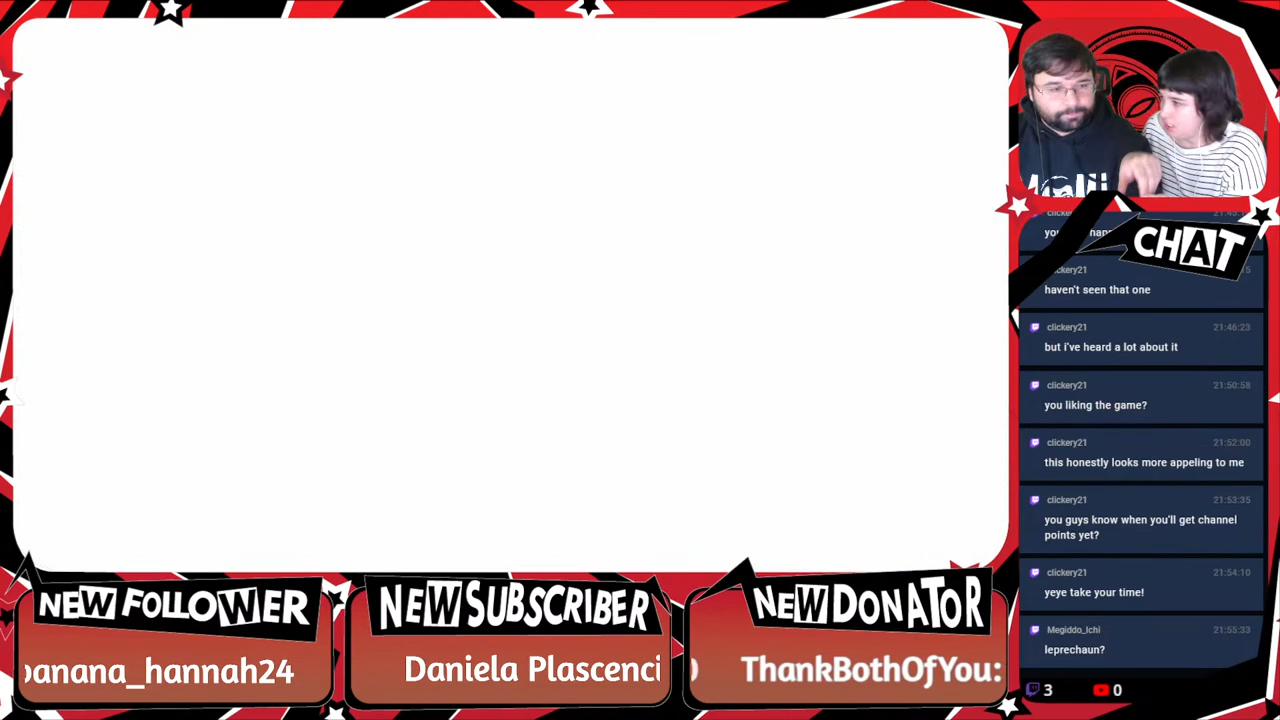 CHAT
haven't seen that one
clickery21
21:46:23
but i've heard a lot about it
clickery21
21:50:58
you liking the game?
clickery21
21:52:00
this honestly looks more appeling to me
clickery21
21:53:35
you guys know when you'll get channel
points yet?
clickery21
21:54:10
yeye take your time!
Megiddo_Ichi
21:55:33
leprechaun?
3
0
NEW FOLLOWER
banana_hannah24
NEW SUBSCRIBER
Daniela Plascenci
NEW DONATOR
ThankBothOfYou: